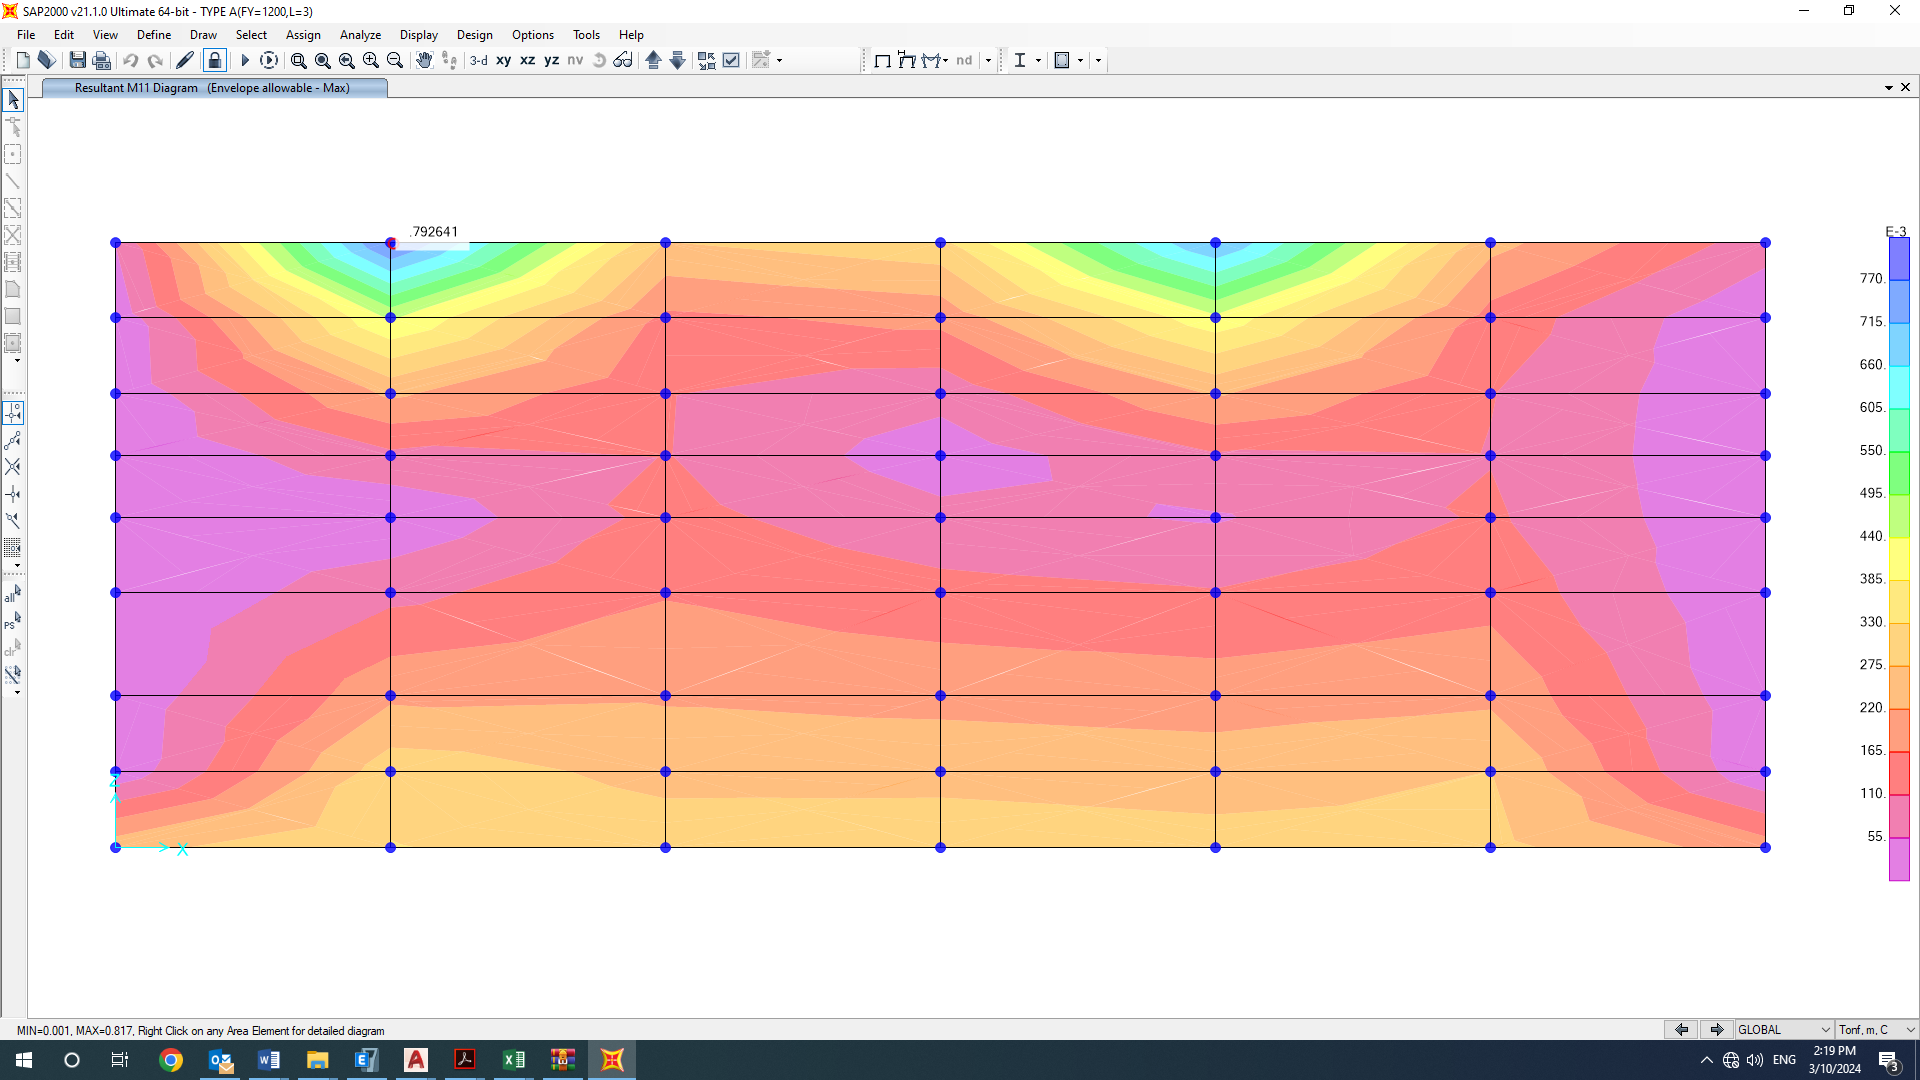 SAP2000 v21.1.0 Ultimate 64-bit - TYPE A(FY=1200,L=3)
File Edit View Define Draw Select Assign Analyze Display Design Options Tools Help
3-d xy xz yz nv nd
Resultant M11 Diagram (Envelope allowable - Max)
.792641
E-3
770.
715.
660.
605.
550.
495.
440.
385.
330.
275.
220.
165.
110.
55.
all
PS
clr
Z
X
MIN=0.001, MAX=0.817, Right Click on any Area Element for detailed diagram
GLOBAL
Tonf, m, C
ENG
2:19 PM
3/10/2024
3